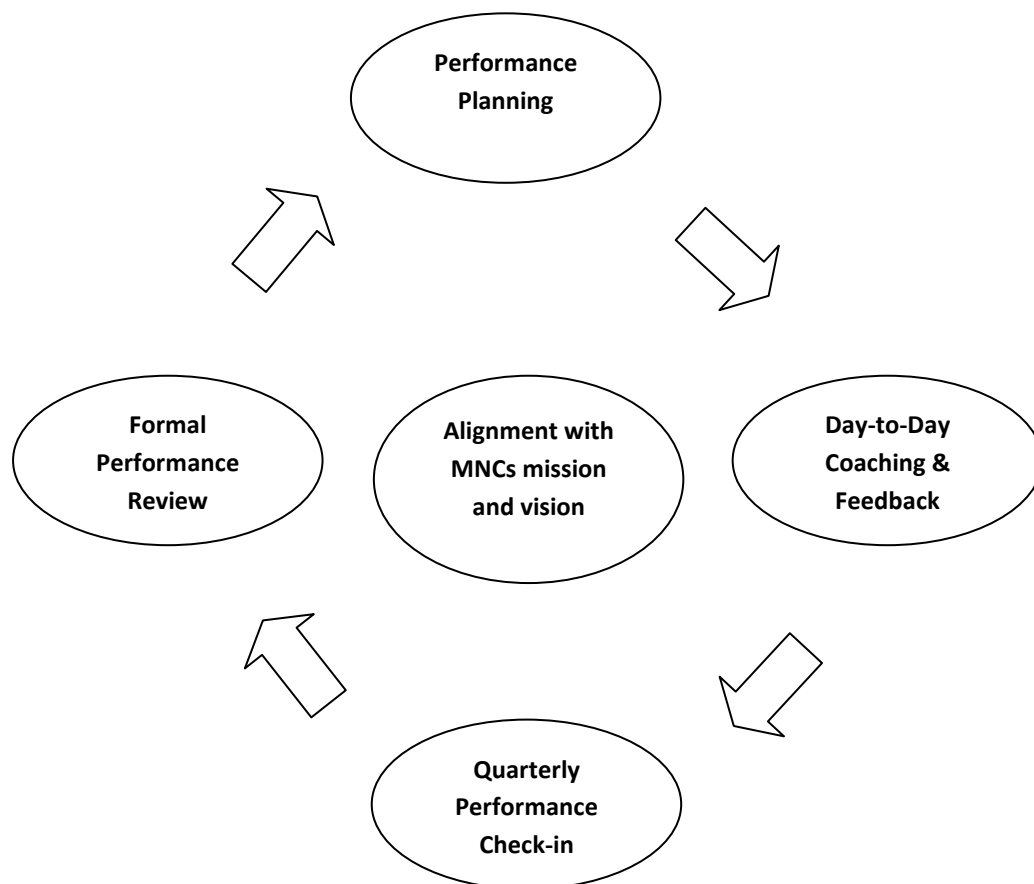 Performance
Planning
Formal
Performance
Review
Alignment with
MNCs mission
and vision
Day-to-Day
Coaching &
Feedback
Quarterly
Performance
Check-in